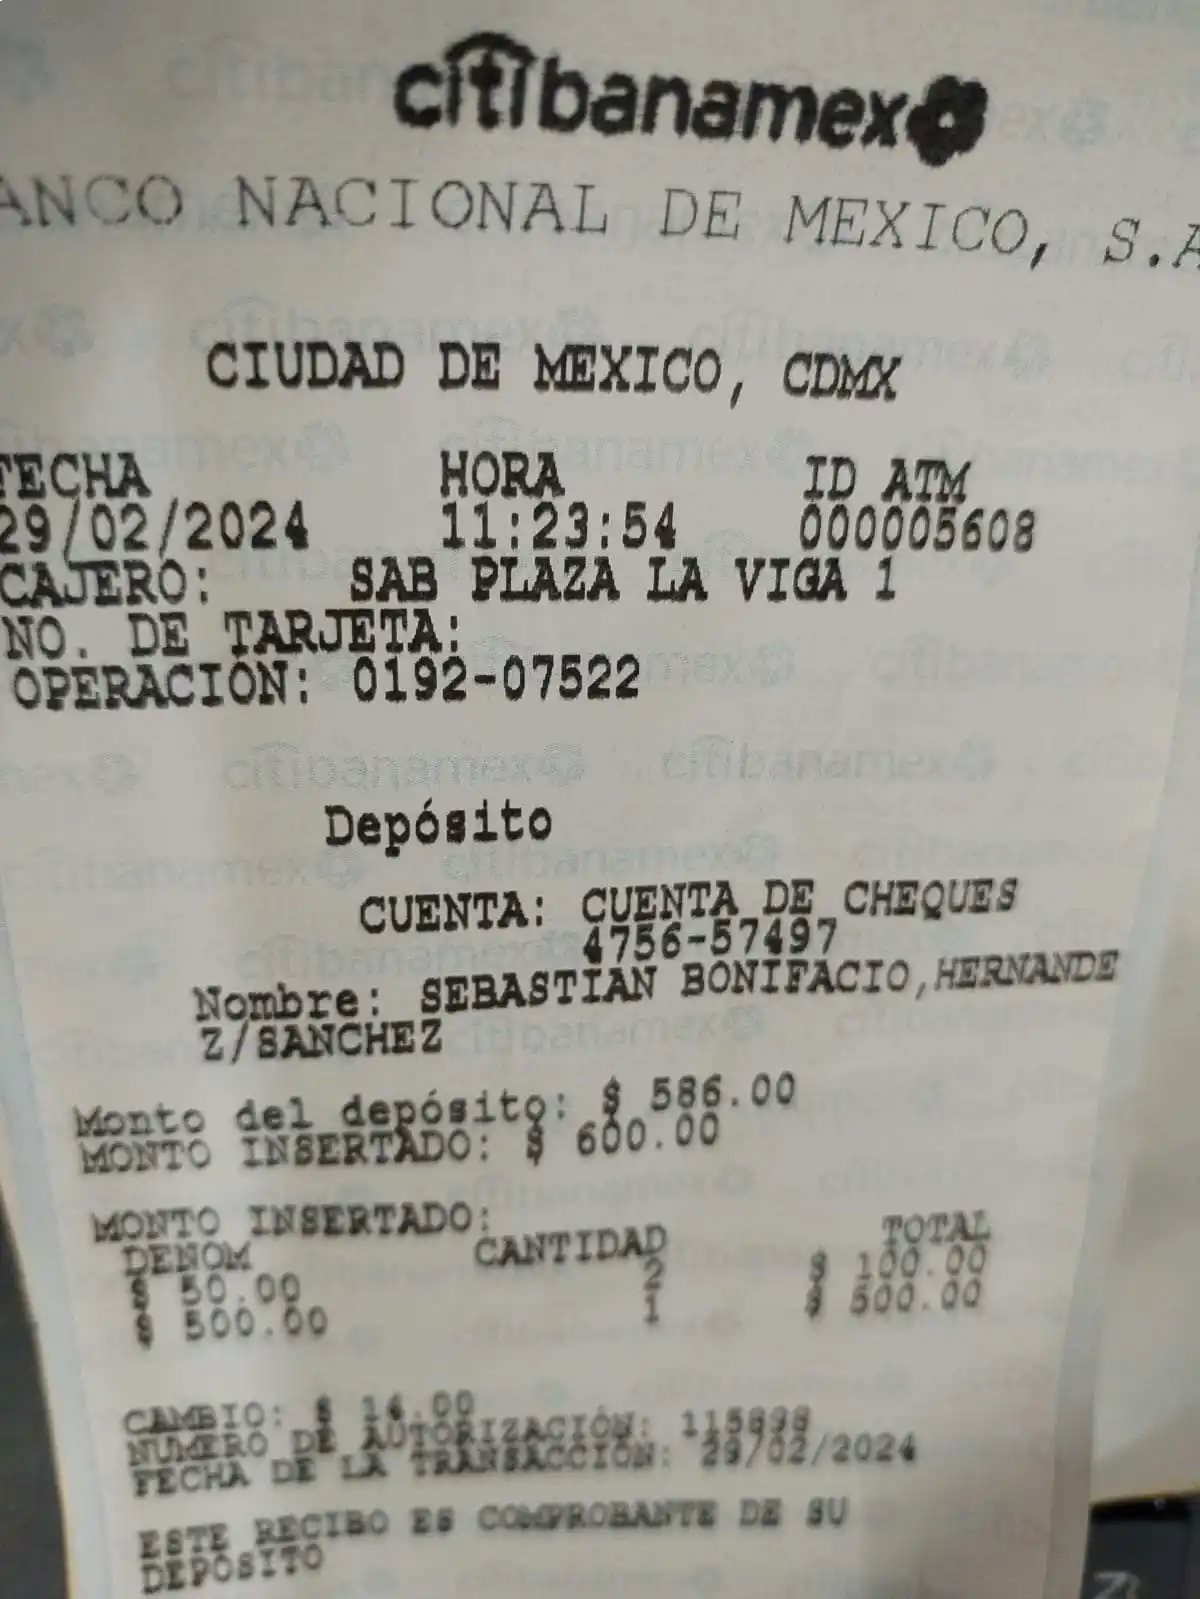 citibanamex
ANCO NACIONAL DE MEXICO, S.A
CIUDAD DE MEXICO, CDMX
FECHA HORA ID ATM
29/02/2024 11:23:54 000005608
CAJERO: SAB PLAZA LA VIGA 1
NO. DE TARJETA:
OPERACIÓN: 0192-07522
Depósito
CUENTA: CUENTA DE CHEQUES
4756-57497
Nombre: SEBASTIAN BONIFACIO,HERNANDE
Z/SANCHEZ
Monto del depósito: $ 586.00
MONTO INSERTADO: $ 600.00
MONTO INSERTADO:
DENOM CANTIDAD TOTAL
$ 50.00 2 $ 100.00
$ 500.00 1 $ 500.00
CAMBIO: $ 14.00
NUMERO DE AUTORIZACIÓN: 115898
FECHA DE LA TRANSACCIÓN: 29/02/2024
ESTE RECIBO ES COMPROBANTE DE SU
DEPÓSITO